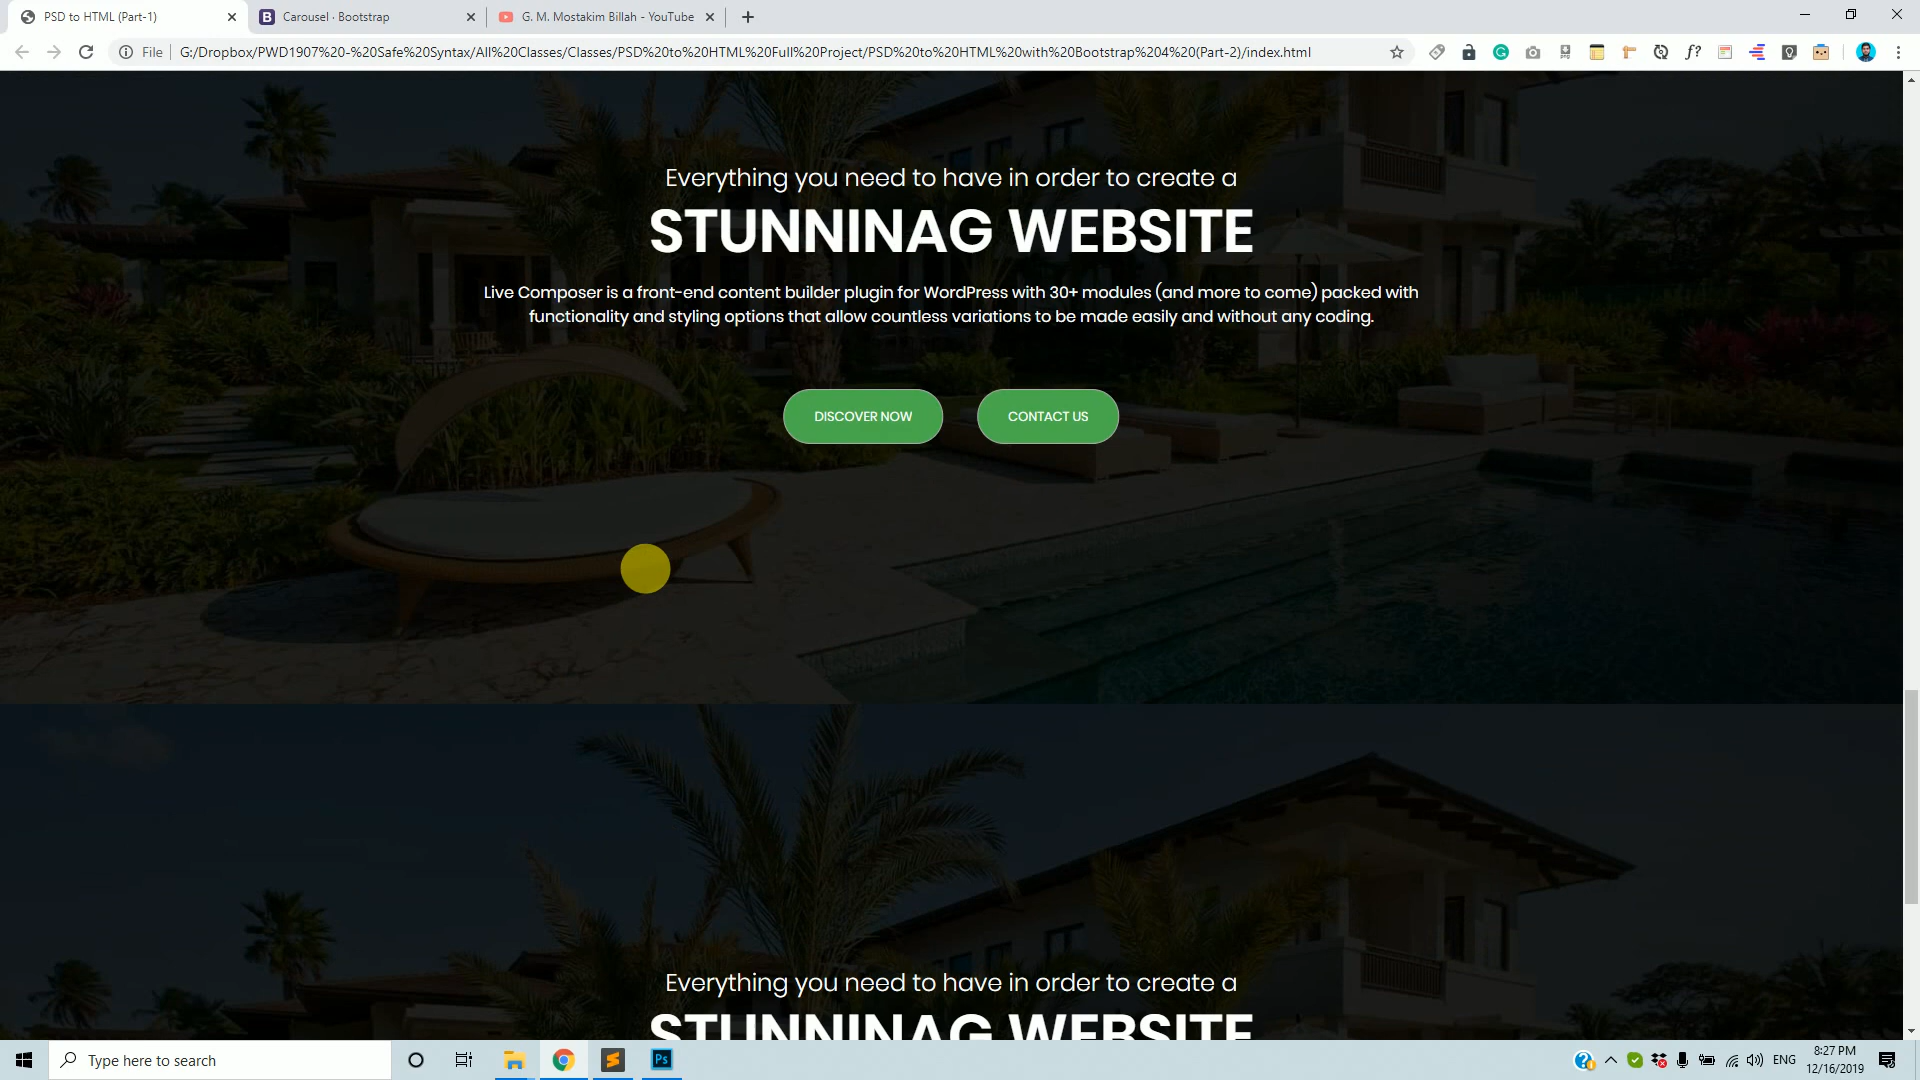 PSD to HTML (Part-1)
B Carousel · Bootstrap
G. M. Mostakim Billah - YouTube
File
G:/Dropbox/PWD1907%20-%20Safe%20Syntax/All%20Classes/Classes/PSD%20to%20HTML%20Full%20Project/PSD%20to%20HTML%20with%20Bootstrap%204%20(Part-2)/index.html
f?
Everything you need to have in order to create a
STUNNINAG WEBSITE
Live Composer is a front-end content builder plugin for WordPress with 30+ modules (and more to come) packed with
functionality and styling options that allow countless variations to be made easily and without any coding.
DISCOVER NOW
CONTACT US
Everything you need to have in order to create a
STUNNINAG WEBSITE
Type here to search
Ps
ENG
8:27 PM
12/16/2019